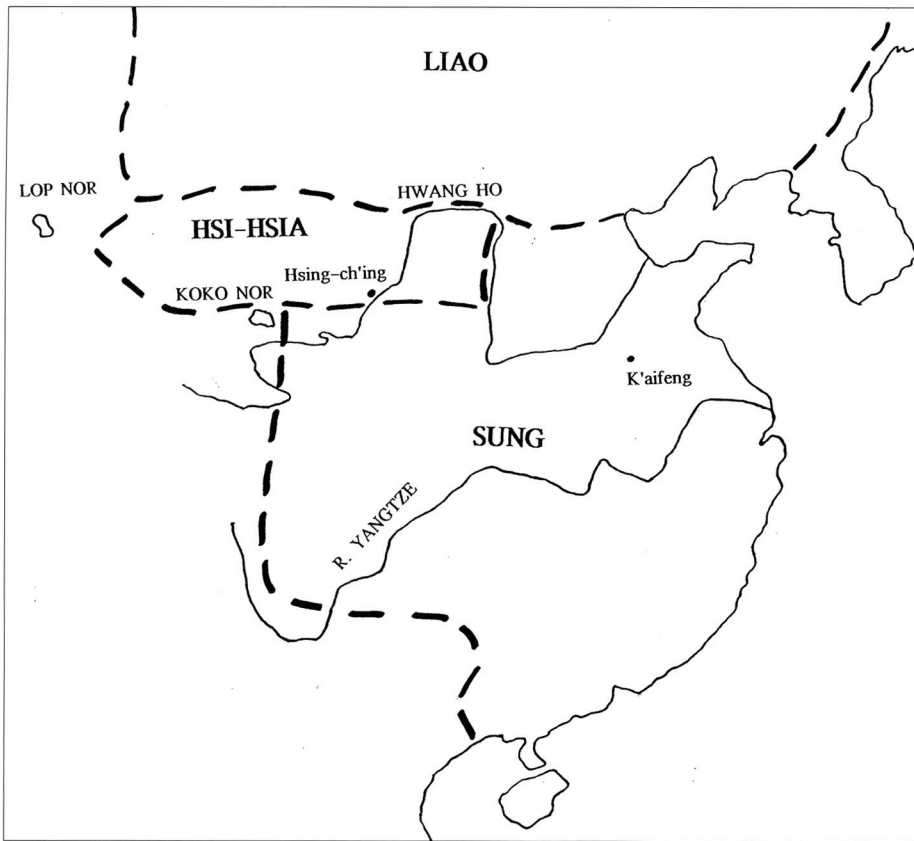 LIAO
LOP NOR
HWANG HO
HSI-HSIA
Hsing-ch'ing
KOKO NOR
K'aifeng
SUNG
R. YANGTZE